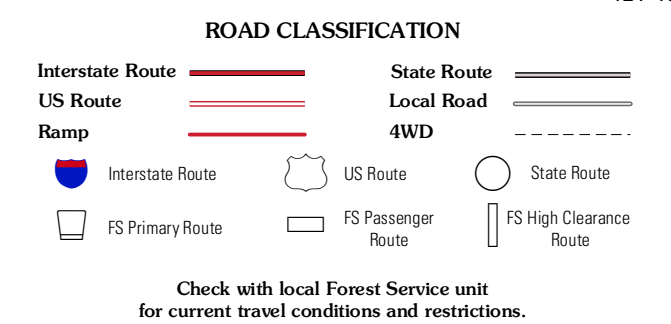 ROAD CLASSIFICATION
Interstate Route
State Route
US Route
Local Road
Ramp
4WD
Interstate Route
US Route
State Route
FS Primary Route
FS Passenger
Route
FS High Clearance
Route
Check with local Forest Service unit
for current travel conditions and restrictions.